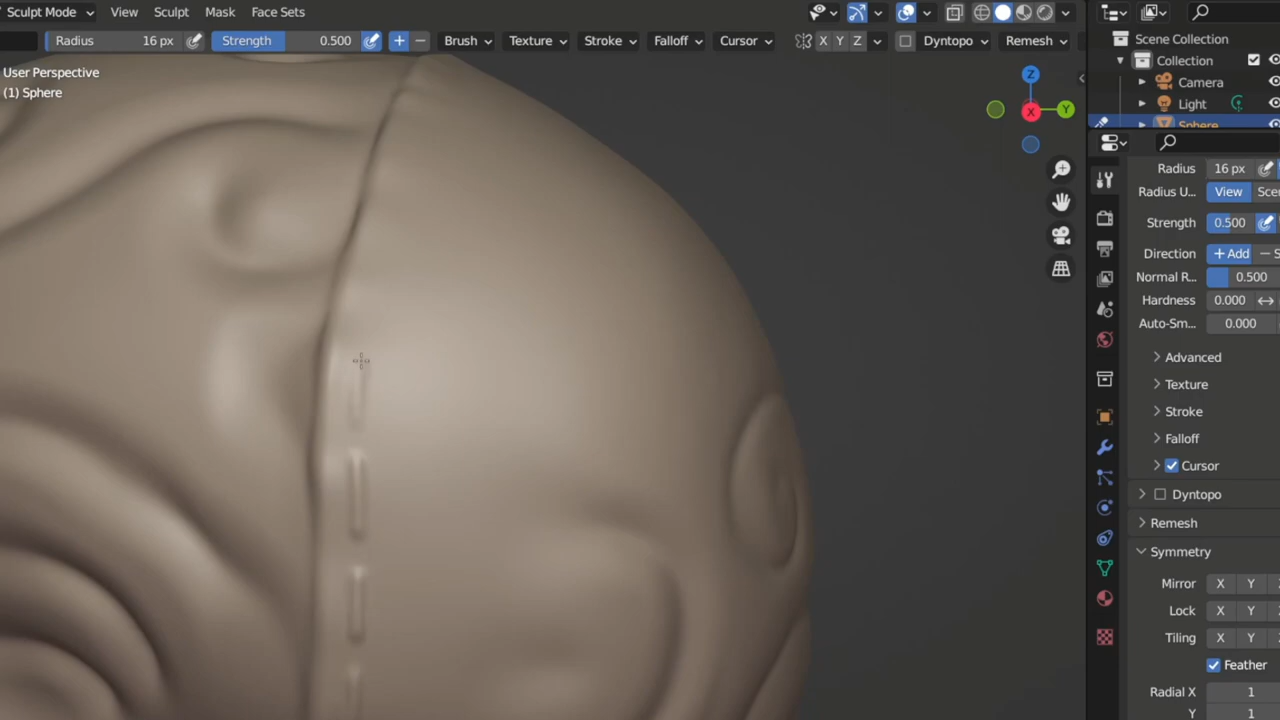 Sculpt Mode View Sculpt Mask Face Sets
Radius 16 px Strength 0.500 + − Brush Texture Stroke Falloff Cursor X Y Z Dyntopo Remesh
User Perspective
(1) Sphere
Z
Y
X
Scene Collection
Collection
Camera
Light
Sphere
Radius 16 px
Radius U... View Sce
Strength 0.500
Direction + Add − S
Normal R... 0.500
Hardness 0.000
Auto-Sm... 0.000
Advanced
Texture
Stroke
Falloff
Cursor
Dyntopo
Remesh
Symmetry
Mirror X Y
Lock X Y
Tiling X Y
Feather
Radial X 1
Y 1